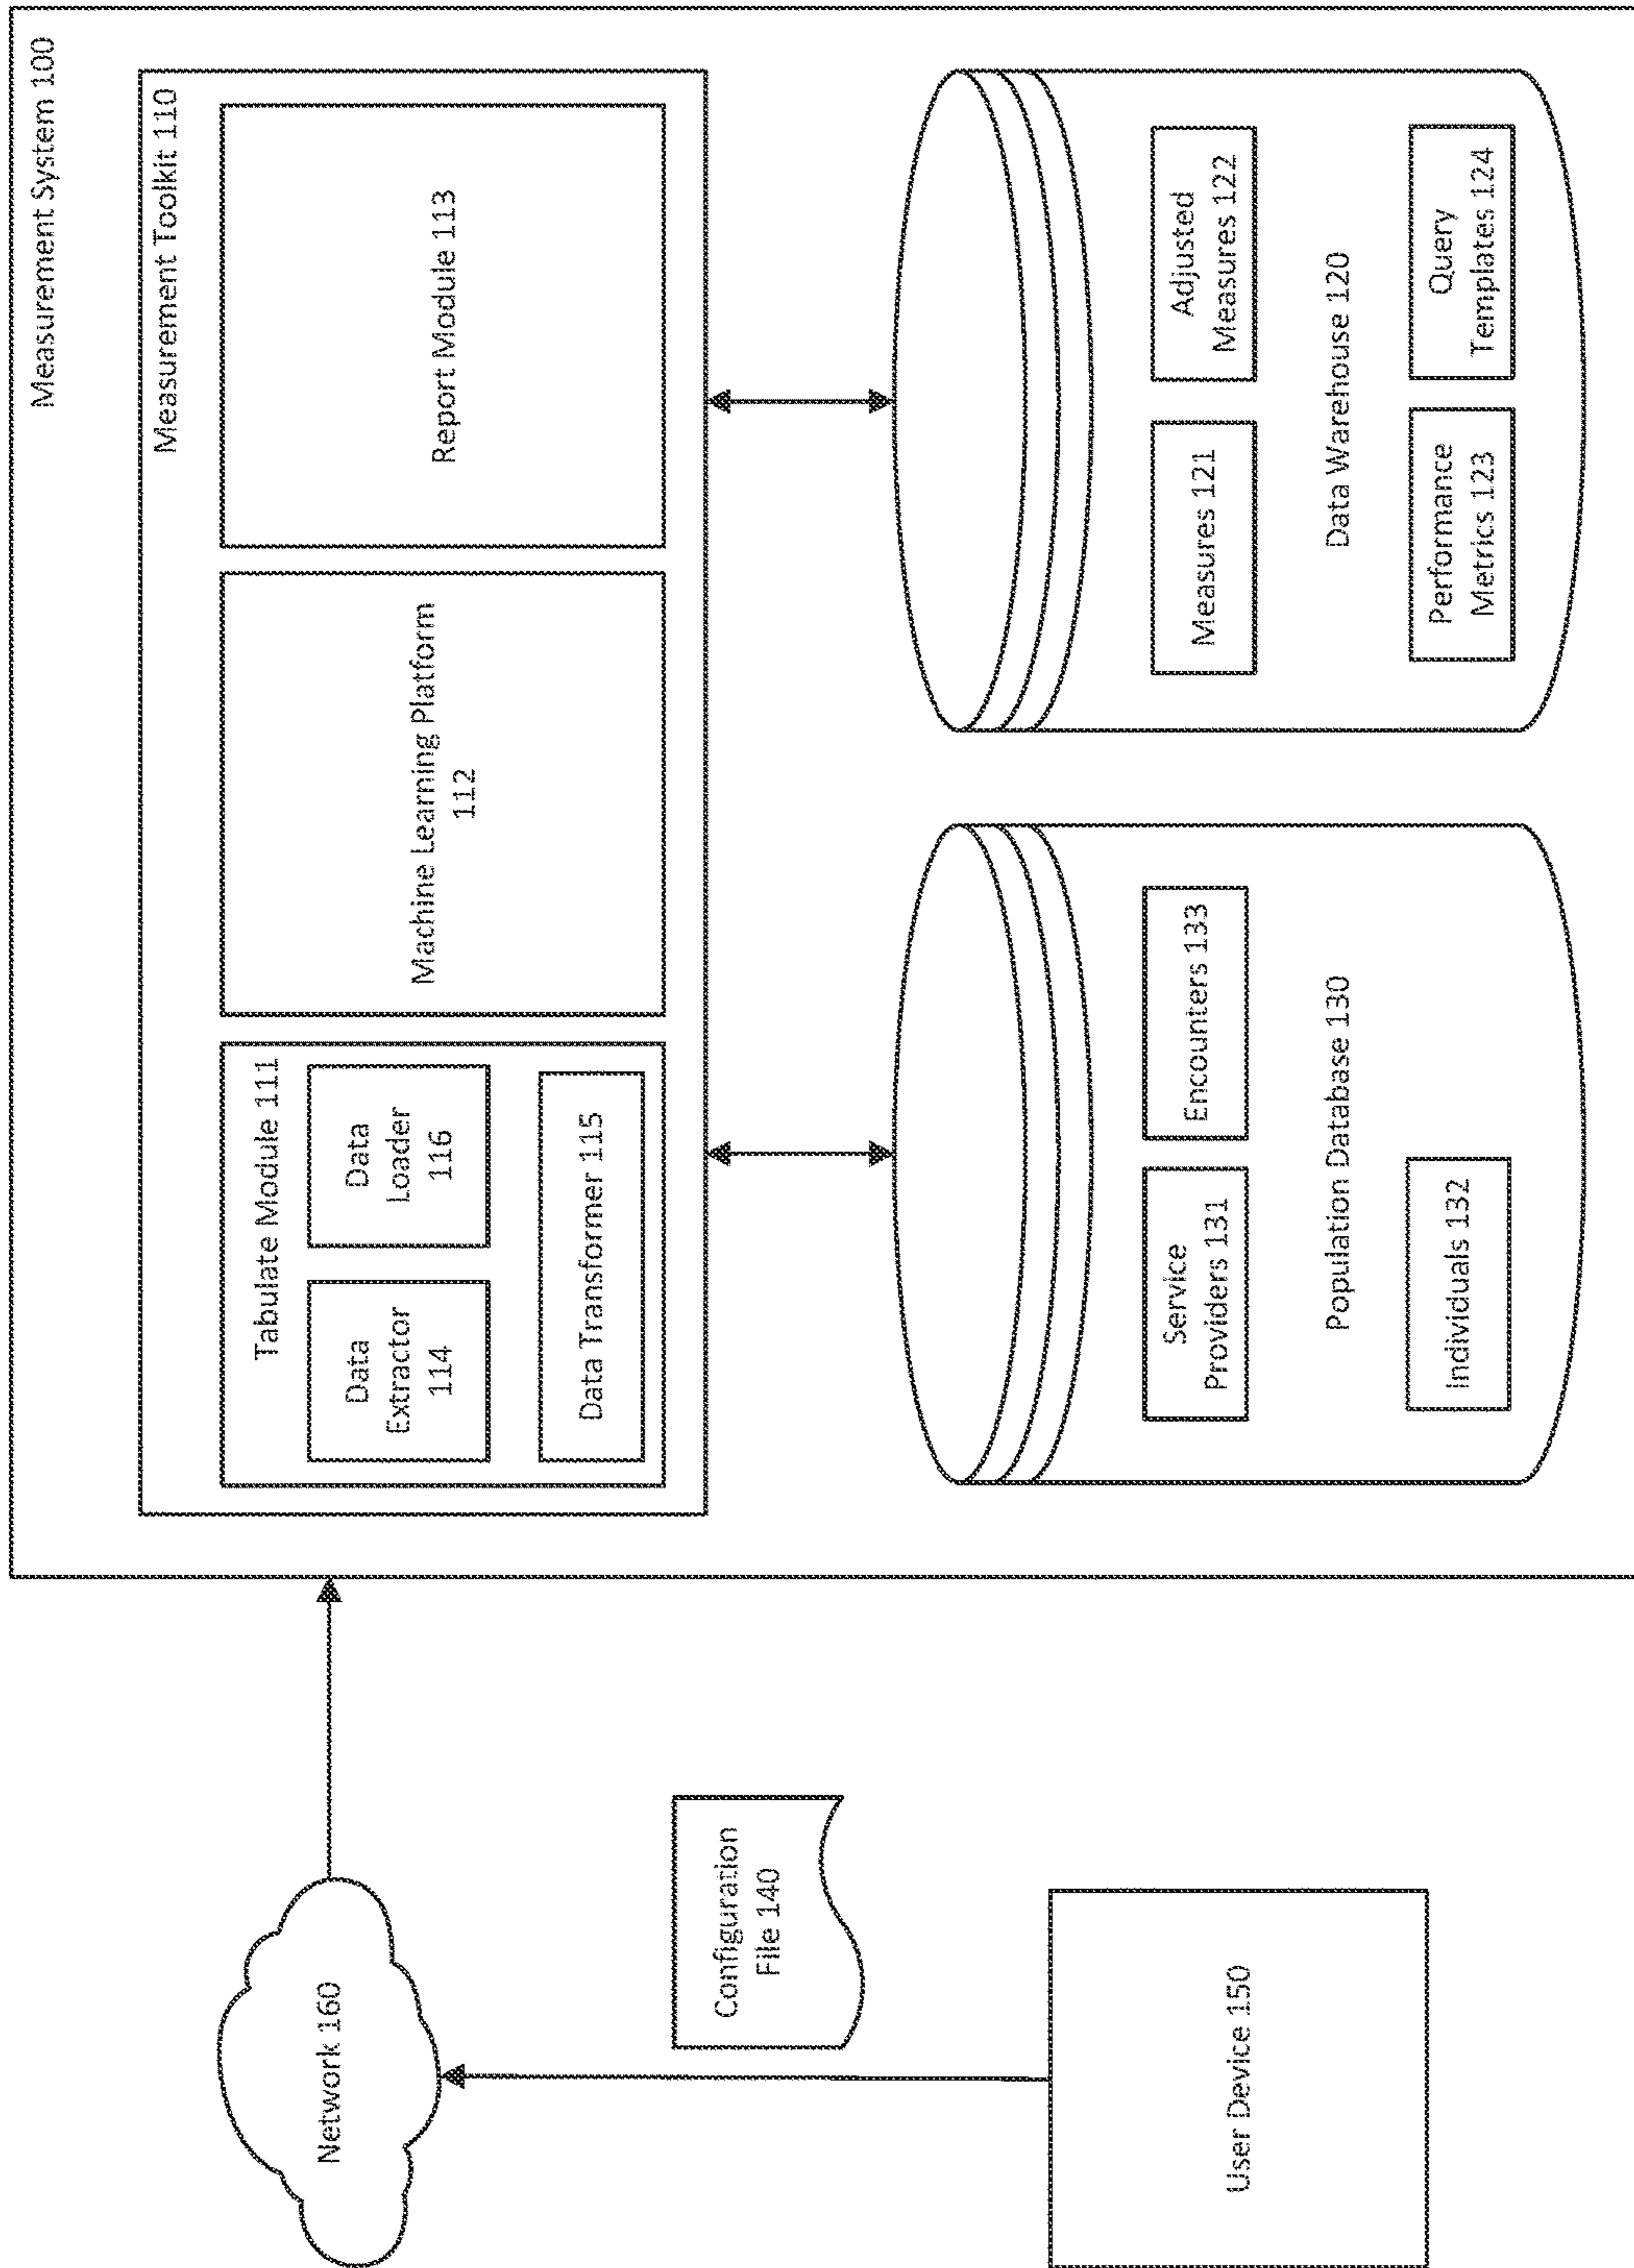 Measurement System 100
Measurement Toolkit 110
Tabulate Module 111
Data
Extractor
114
Data
Loader
116
Data Transformer 115
Machine Learning Platform
112
Report Module 113
Network 160
Configuration
File 140
User Device 150
Service
Providers 131
Encounters 133
Population Database 130
Individuals 132
Measures 121
Adjusted
Measures 122
Data Warehouse 120
Performance
Metrics 123
Query
Templates 124